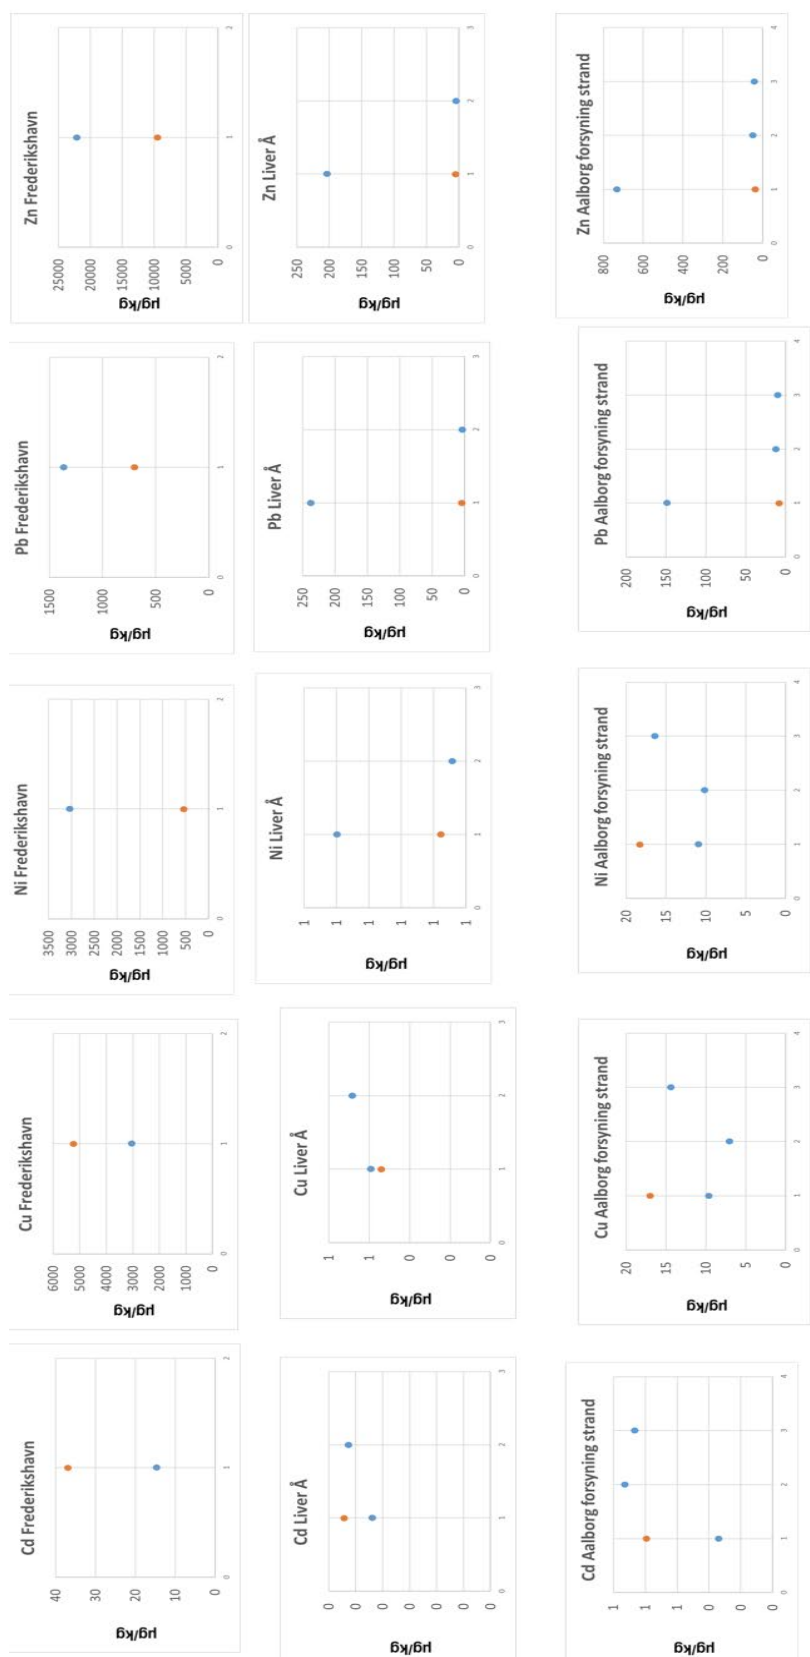 Cd Frederikshavn
40
30
20
10
0
µg/kg
0 1 2
Cu Frederikshavn
6000
5000
4000
3000
2000
1000
0
µg/kg
0 1 2
Ni Frederikshavn
3500
3000
2500
2000
1500
1000
500
0
µg/kg
0 1 2
Pb Frederikshavn
1500
1000
500
0
µg/kg
0 1 2
Zn Frederikshavn
25000
20000
15000
10000
5000
0
µg/kg
0 1 2
Cd Liver Å
0
0
0
0
0
0
0
µg/kg
0 1 2 3
Cu Liver Å
1
1
0
0
0
µg/kg
0 1 2 3
Ni Liver Å
1
1
1
1
1
1
µg/kg
0 1 2 3
Pb Liver Å
250
200
150
100
50
0
µg/kg
0 1 2 3
Zn Liver Å
250
200
150
100
50
0
µg/kg
0 1 2 3
Cd Aalborg forsyning strand
1
1
1
0
0
0
µg/kg
0 1 2 3 4
Cu Aalborg forsyning strand
20
15
10
5
0
µg/kg
0 1 2 3 4
Ni Aalborg forsyning strand
20
15
10
5
0
µg/kg
0 1 2 3 4
Pb Aalborg forsyning strand
200
150
100
50
0
µg/kg
0 1 2 3 4
Zn Aalborg forsyning strand
800
600
400
200
0
µg/kg
0 1 2 3 4